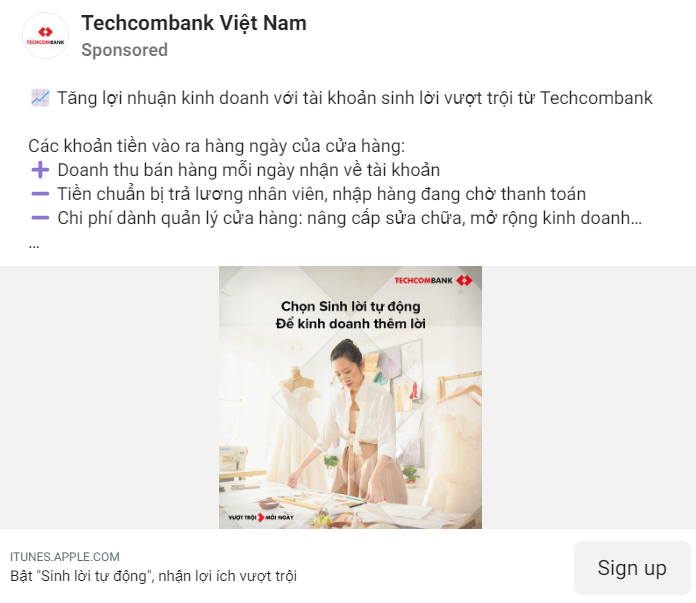 Techcombank Việt Nam
TECHCOMBANK
Sponsored
📈 Tăng lợi nhuận kinh doanh với tài khoản sinh lời vượt trội từ Techcombank
Các khoản tiền vào ra hàng ngày của cửa hàng:
➕ Doanh thu bán hàng mỗi ngày nhận về tài khoản
➖ Tiền chuẩn bị trả lương nhân viên, nhập hàng đang chờ thanh toán
➖ Chi phí dành quản lý cửa hàng: nâng cấp sửa chữa, mở rộng kinh doanh…
...
TECHCOMBANK
Chọn Sinh lời tự động
Để kinh doanh thêm lời
VƯỢT TRỘI MỖI NGÀY
ITUNES.APPLE.COM
Bật "Sinh lời tự động", nhận lợi ích vượt trội
Sign up